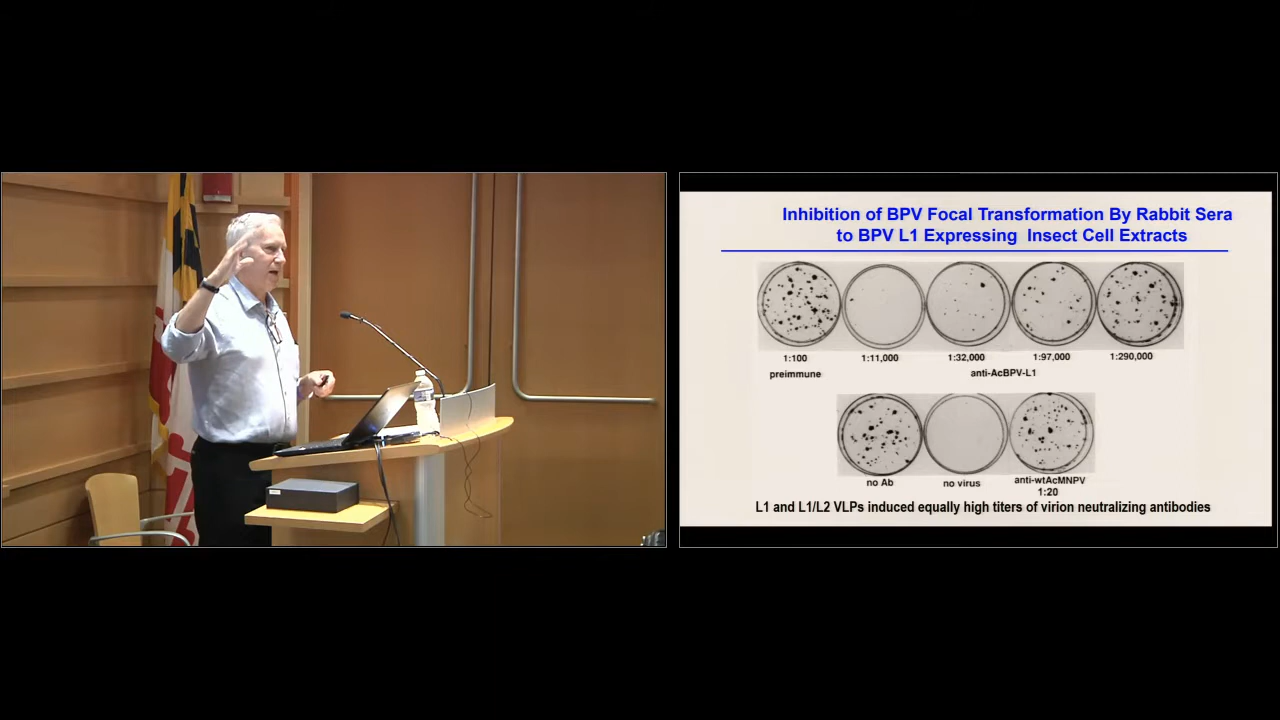 Inhibition of BPV Focal Transformation By Rabbit Sera
to BPV L1 Expressing Insect Cell Extracts
1:100
1:11,000
1:32,000
1:97,000
1:290,000
preimmune
anti-AcBPV-L1
no Ab
no virus
anti-wtAcMNPV
1:20
L1 and L1/L2 VLPs induced equally high titers of virion neutralizing antibodies